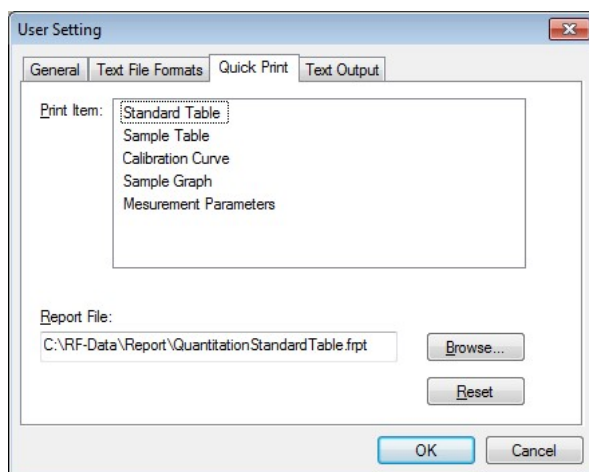 User Setting
General Text File Formats Quick Print Text Output
Print Item:
Standard Table
Sample Table
Calibration Curve
Sample Graph
Mesurement Parameters
Report File:
C:\RF-Data\Report\QuantitationStandardTable.frpt
Browse...
Reset
OK Cancel